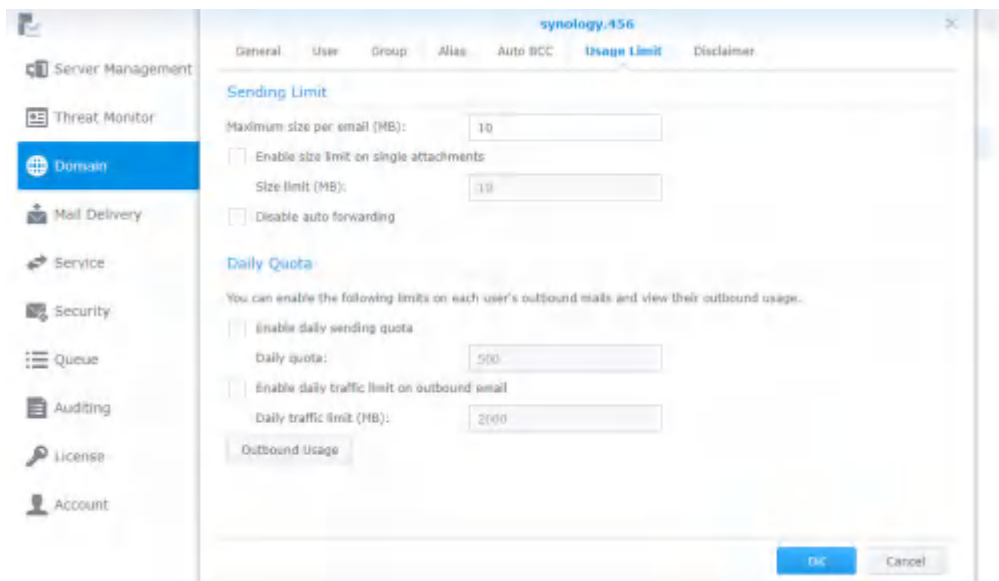 synology.456
General User Group Alias Auto BCC Usage Limit Disclaimer
Server Management
Threat Monitor
Domain
Mail Delivery
Service
Security
Queue
Auditing
License
Account
Sending Limit
Maximum size per email (MB): 10
Enable size limit on single attachments
Size limit (MB): 10
Disable auto forwarding
Daily Quota
You can enable the following limits on each user's outbound mails and view their outbound usage.
Enable daily sending quota
Daily quota: 500
Enable daily traffic limit on outbound email
Daily traffic limit (MB): 2000
Outbound Usage
OK Cancel